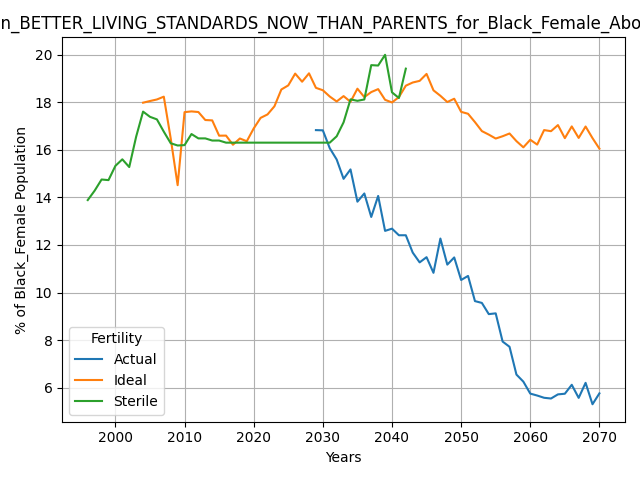 n_BETTER_LIVING_STANDARDS_NOW_THAN_PARENTS_for_Black_Female_Abo
% of Black_Female Population
20
18
16
14
12
10
8
6
Fertility
Actual
Ideal
Sterile
2000 2010 2020 2030 2040 2050 2060 2070
Years